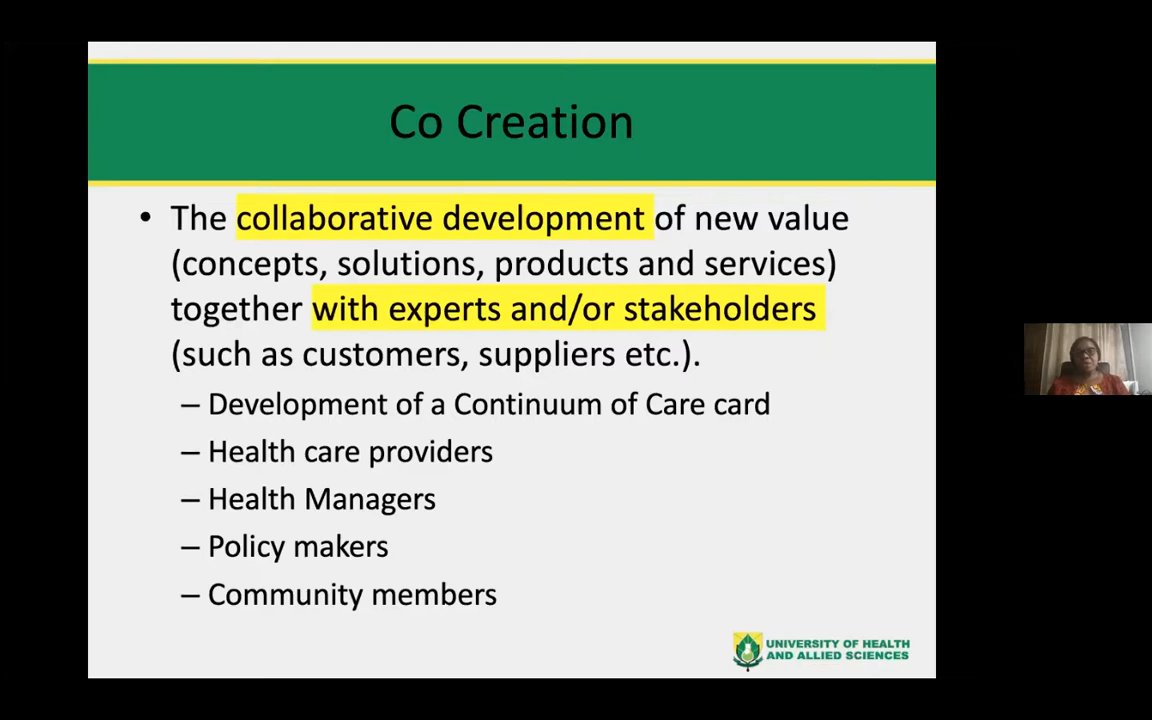 Co Creation
• The collaborative development of new value
(concepts, solutions, products and services)
together with experts and/or stakeholders
(such as customers, suppliers etc.).
– Development of a Continuum of Care card
– Health care providers
– Health Managers
– Policy makers
– Community members
UNIVERSITY OF HEALTH
AND ALLIED SCIENCES